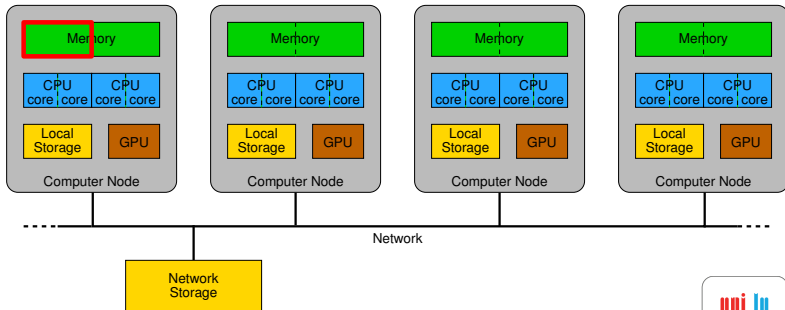 Memory Memory Memory Memory
CPU CPU CPU CPU CPU CPU CPU CPU
core core core core core core core core core core core core core core core core
Local Local Local Local
Storage GPU Storage GPU Storage GPU Storage GPU
Computer Node Computer Node Computer Node Computer Node
Network
Network
Storage
uni lu